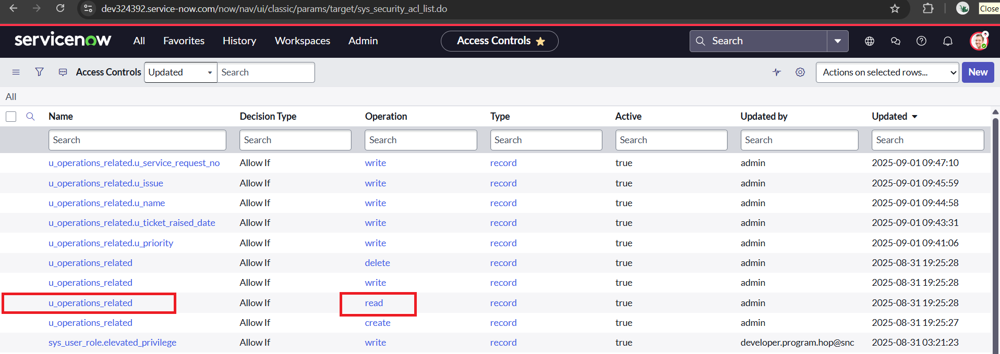 dev324392.service-now.com/now/nav/ui/classic/params/target/sys_security_acl_list.do
Close
servicenow All Favorites History Workspaces Admin Access Controls Search
Access Controls Updated Search Actions on selected rows... New
All
Name Decision Type Operation Type Active Updated by Updated
Search Search Search Search Search Search Search
u_operations_related.u_service_request_no Allow If write record true admin 2025-09-01 09:47:10
u_operations_related.u_issue Allow If write record true admin 2025-09-01 09:45:59
u_operations_related.u_name Allow If write record true admin 2025-09-01 09:44:58
u_operations_related.u_ticket_raised_date Allow If write record true admin 2025-09-01 09:43:31
u_operations_related.u_priority Allow If write record true admin 2025-09-01 09:41:06
u_operations_related Allow If delete record true admin 2025-08-31 19:25:28
u_operations_related Allow If write record true admin 2025-08-31 19:25:28
u_operations_related Allow If read record true admin 2025-08-31 19:25:28
u_operations_related Allow If create record true admin 2025-08-31 19:25:27
sys_user_role.elevated_privilege Allow If write record true developer.program.hop@snc 2025-08-31 03:21:23